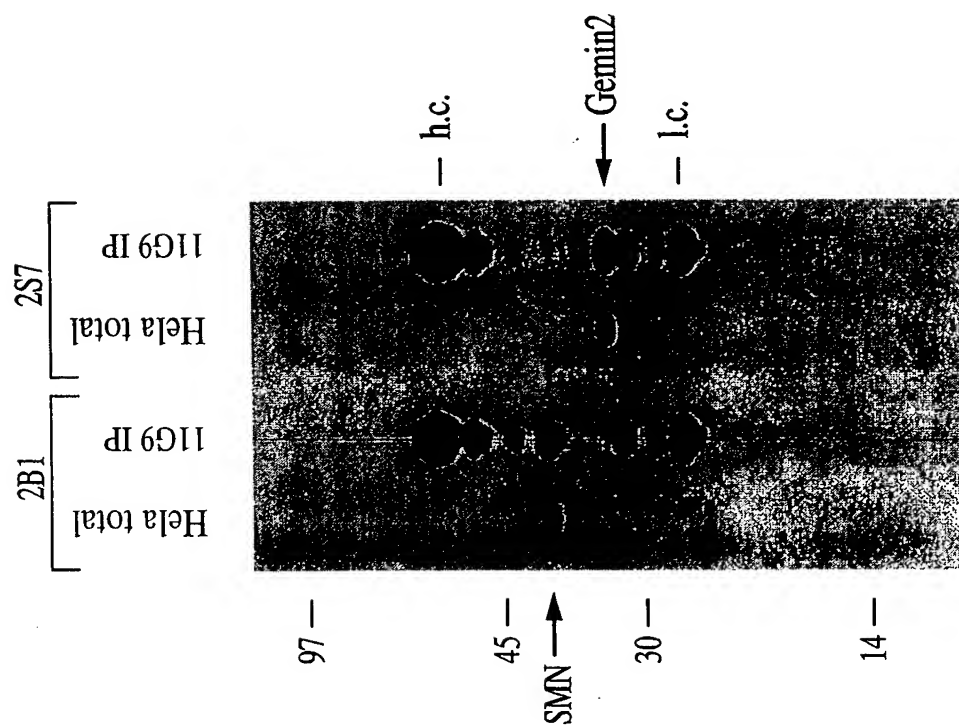 2B1
2S7
Hela total
11G9 IP
Hela total
11G9 IP
97
45
SMN
30
14
h.c.
Gemin2
l.c.